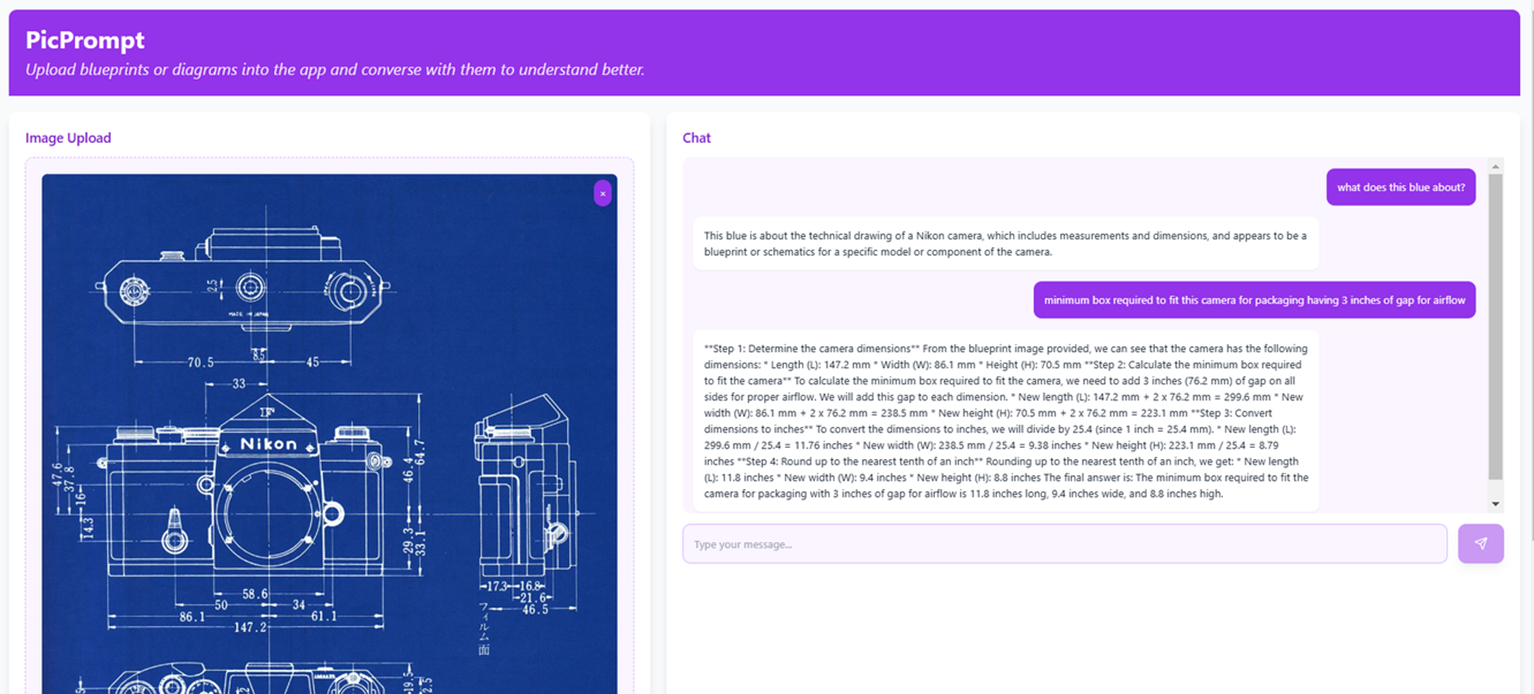 PicPrompt
Upload blueprints or diagrams into the app and converse with them to understand better.
Image Upload
×
2.5
MADE IN JAPAN
8.5
70.5
45
33
Nikon
47.6
37.8
16
14.3
46.4
64.7
29.3
33.1
58.6
50
34
86.1
61.1
147.2
17.3
16.8
21.6
46.5
フィルム面
19.5
2.5
Chat
what does this blue about?
This blue is about the technical drawing of a Nikon camera, which includes measurements and dimensions, and appears to be a
blueprint or schematics for a specific model or component of the camera.
minimum box required to fit this camera for packaging having 3 inches of gap for airflow
**Step 1: Determine the camera dimensions** From the blueprint image provided, we can see that the camera has the following
dimensions: * Length (L): 147.2 mm * Width (W): 86.1 mm * Height (H): 70.5 mm **Step 2: Calculate the minimum box required
to fit the camera** To calculate the minimum box required to fit the camera, we need to add 3 inches (76.2 mm) of gap on all
sides for proper airflow. We will add this gap to each dimension. * New length (L): 147.2 mm + 2 x 76.2 mm = 299.6 mm * New
width (W): 86.1 mm + 2 x 76.2 mm = 238.5 mm * New height (H): 70.5 mm + 2 x 76.2 mm = 223.1 mm **Step 3: Convert
dimensions to inches** To convert the dimensions to inches, we will divide by 25.4 (since 1 inch = 25.4 mm). * New length (L):
299.6 mm / 25.4 = 11.76 inches * New width (W): 238.5 mm / 25.4 = 9.38 inches * New height (H): 223.1 mm / 25.4 = 8.79
inches **Step 4: Round up to the nearest tenth of an inch** Rounding up to the nearest tenth of an inch, we get: * New length
(L): 11.8 inches * New width (W): 9.4 inches * New height (H): 8.8 inches The final answer is: The minimum box required to fit the
camera for packaging with 3 inches of gap for airflow is 11.8 inches long, 9.4 inches wide, and 8.8 inches high.
Type your message...